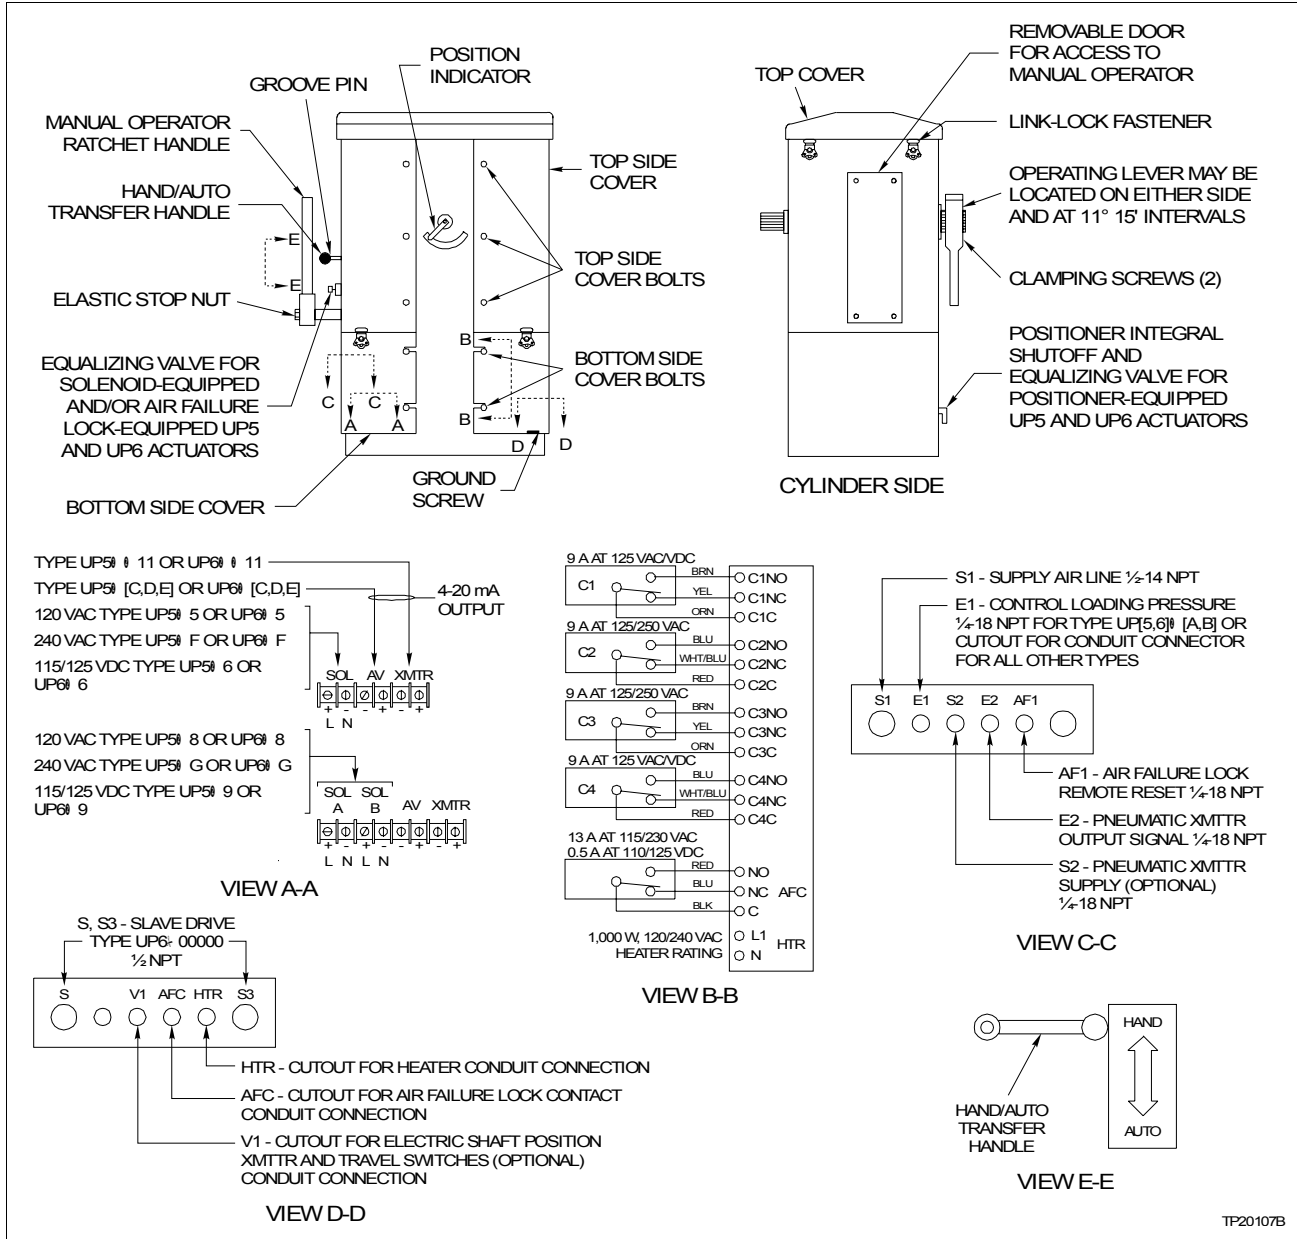 POSITION
INDICATOR
GROOVE PIN
MANUAL OPERATOR
RATCHET HANDLE
HAND/AUTO
TRANSFER HANDLE
E
E
ELASTIC STOP NUT
EQUALIZING VALVE FOR
SOLENOID-EQUIPPED
AND/OR AIR FAILURE
LOCK-EQUIPPED UP5
AND UP6 ACTUATORS
BOTTOM SIDE COVER
C
C
A
A
B
B
D
D
TOP SIDE
COVER
TOP SIDE
COVER BOLTS
BOTTOM SIDE
COVER BOLTS
GROUND
SCREW
TOP COVER
REMOVABLE DOOR
FOR ACCESS TO
MANUAL OPERATOR
LINK-LOCK FASTENER
OPERATING LEVER MAY BE
LOCATED ON EITHER SIDE
AND AT 11° 15' INTERVALS
CLAMPING SCREWS (2)
POSITIONER INTEGRAL
SHUTOFF AND
EQUALIZING VALVE FOR
POSITIONER-EQUIPPED
UP5 AND UP6 ACTUATORS
CYLINDER SIDE
TYPE UP5 11 OR UP6 11
TYPE UP5 [C,D,E] OR UP6 [C,D,E]
120 VAC TYPE UP5 5 OR UP6 5
240 VAC TYPE UP5 F OR UP6 F
115/125 VDC TYPE UP5 6 OR
UP6 6
4-20 mA
OUTPUT
SOL AV XMTR
+ - - + - +
L N
120 VAC TYPE UP5 8 OR UP6 8
240 VAC TYPE UP5 G OR UP6 G
115/125 VDC TYPE UP5 9 OR
UP6 9
SOL SOL
A B AV XMTR
+ - + - - + - +
L N L N
VIEW A-A
9 A AT 125 VAC/VDC
C1
BRN C1NO
YEL C1NC
ORN C1C
9 A AT 125/250 VAC
C2
BLU C2NO
WHT/BLU C2NC
RED C2C
9 A AT 125/250 VAC
C3
BRN C3NO
YEL C3NC
ORN C3C
9 A AT 125 VAC/VDC
C4
BLU C4NO
WHT/BLU C4NC
RED C4C
13 A AT 115/230 VAC
0.5 A AT 110/125 VDC
RED NO
BLU NC AFC
BLK C
1,000 W, 120/240 VAC
HEATER RATING
L1
N
HTR
VIEW B-B
S1 - SUPPLY AIR LINE ½-14 NPT
E1 - CONTROL LOADING PRESSURE
¼-18 NPT FOR TYPE UP[5,6] [A,B] OR
CUTOUT FOR CONDUIT CONNECTOR
FOR ALL OTHER TYPES
S1 E1 S2 E2 AF1
AF1 - AIR FAILURE LOCK
REMOTE RESET ¼-18 NPT
E2 - PNEUMATIC XMTTR
OUTPUT SIGNAL ¼-18 NPT
S2 - PNEUMATIC XMTTR
SUPPLY (OPTIONAL)
¼-18 NPT
VIEW C-C
S, S3 - SLAVE DRIVE
TYPE UP6 00000
½ NPT
S V1 AFC HTR S3
HTR - CUTOUT FOR HEATER CONDUIT CONNECTION
AFC - CUTOUT FOR AIR FAILURE LOCK CONTACT
CONDUIT CONNECTION
V1 - CUTOUT FOR ELECTRIC SHAFT POSITION
XMTTR AND TRAVEL SWITCHES (OPTIONAL)
CONDUIT CONNECTION
VIEW D-D
HAND
AUTO
HAND/AUTO
TRANSFER
HANDLE
VIEW E-E
TP20107B